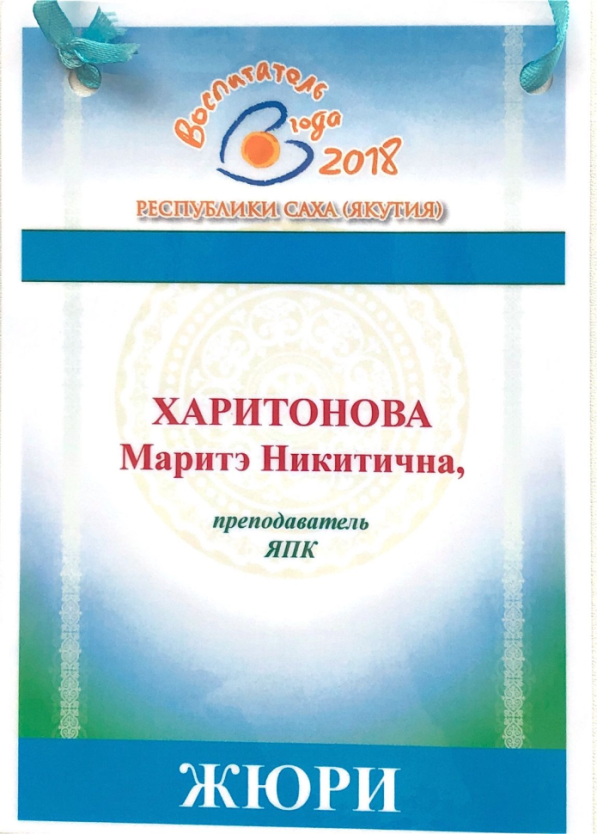 Воспитатель
года
2018
РЕСПУБЛИКИ САХА (ЯКУТИЯ)
ХАРИТОНОВА
Маритэ Никитична,
преподаватель
ЯПК
ЖЮРИ